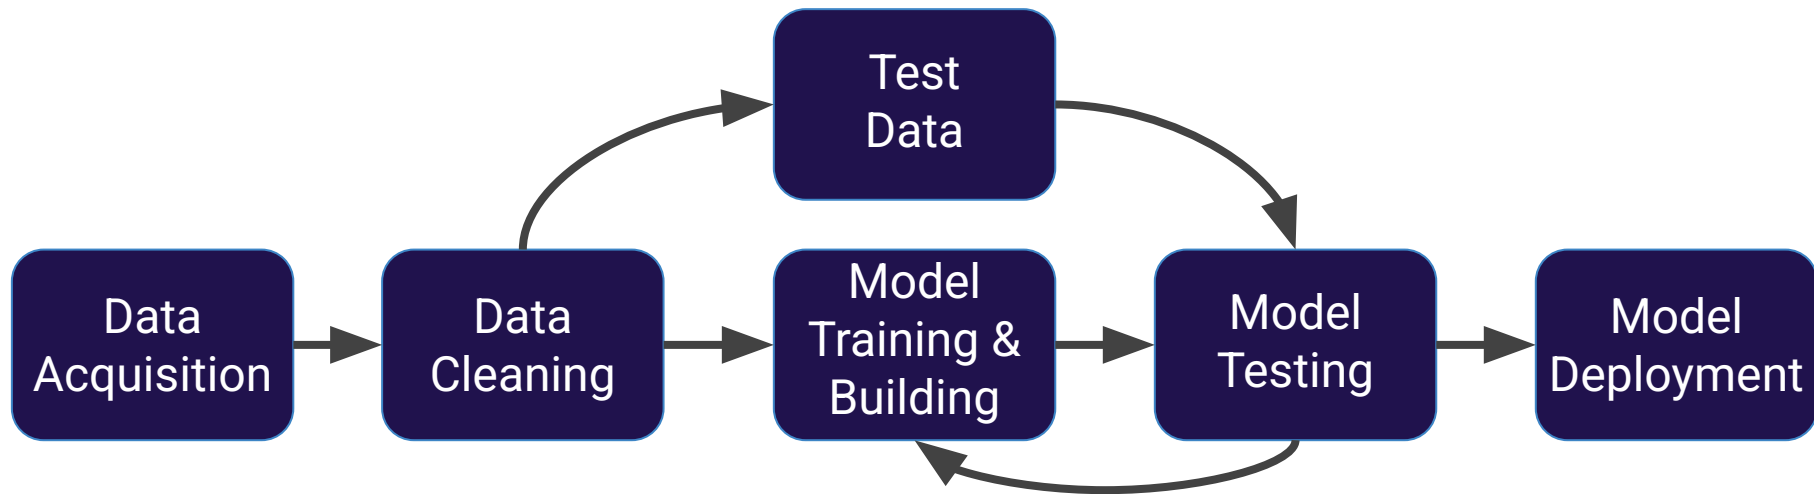 Test
Data
Data
Acquisition
Data
Cleaning
Model
Training &
Building
Model
Testing
Model
Deployment